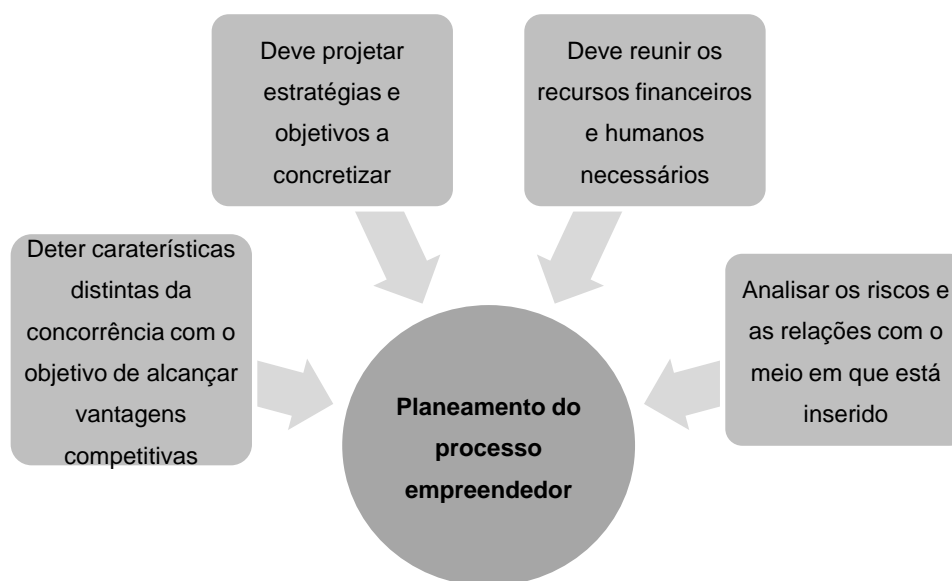 Deve projetar
estratégias e
objetivos a
concretizar
Deve reunir os
recursos financeiros
e humanos
necessários
Deter caraterísticas
distintas da
concorrência com o
objetivo de alcançar
vantagens
competitivas
Analisar os riscos e
as relações com o
meio em que está
inserido
Planeamento do
processo
empreendedor